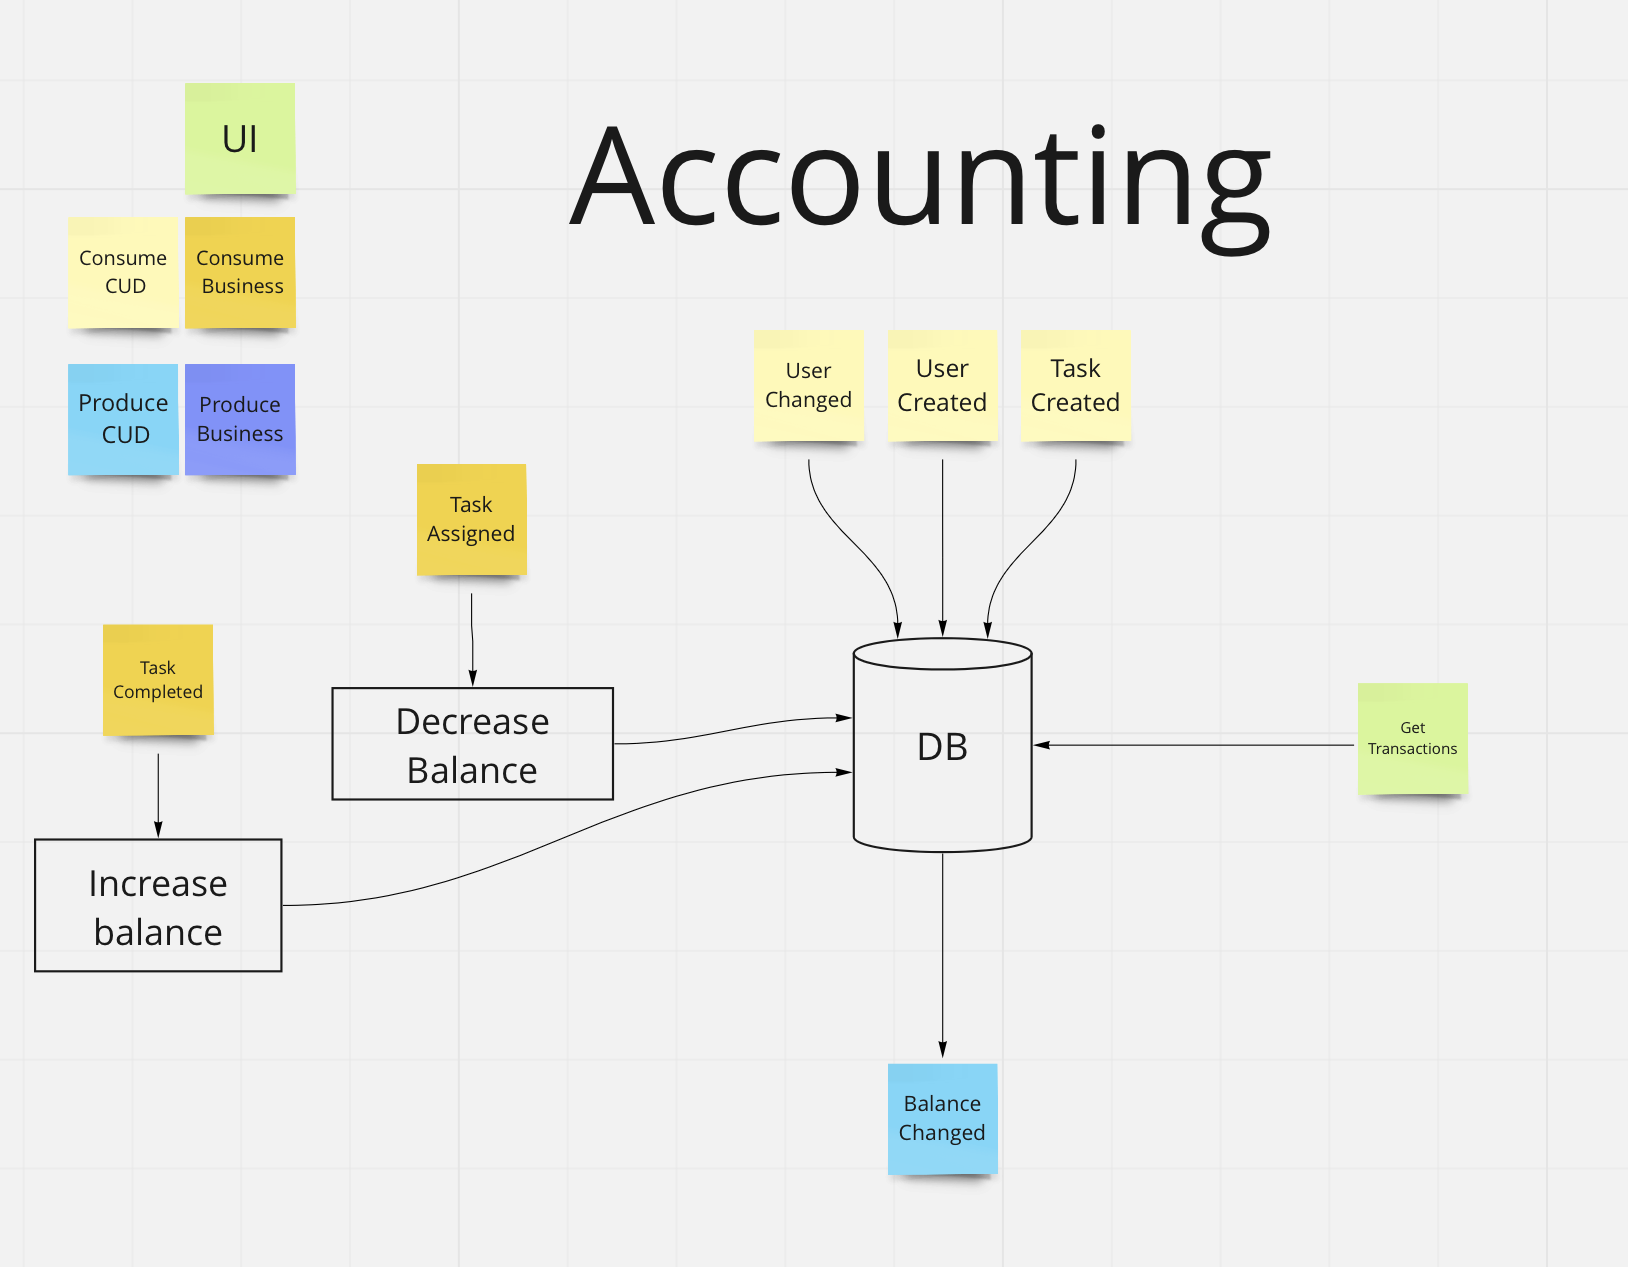 Accounting
UI
Consume
CUD
Consume
Business
Produce
CUD
Produce
Business
User
Changed
User
Created
Task
Created
Task
Assigned
Task
Completed
Decrease
Balance
DB
Get
Transactions
Increase
balance
Balance
Changed